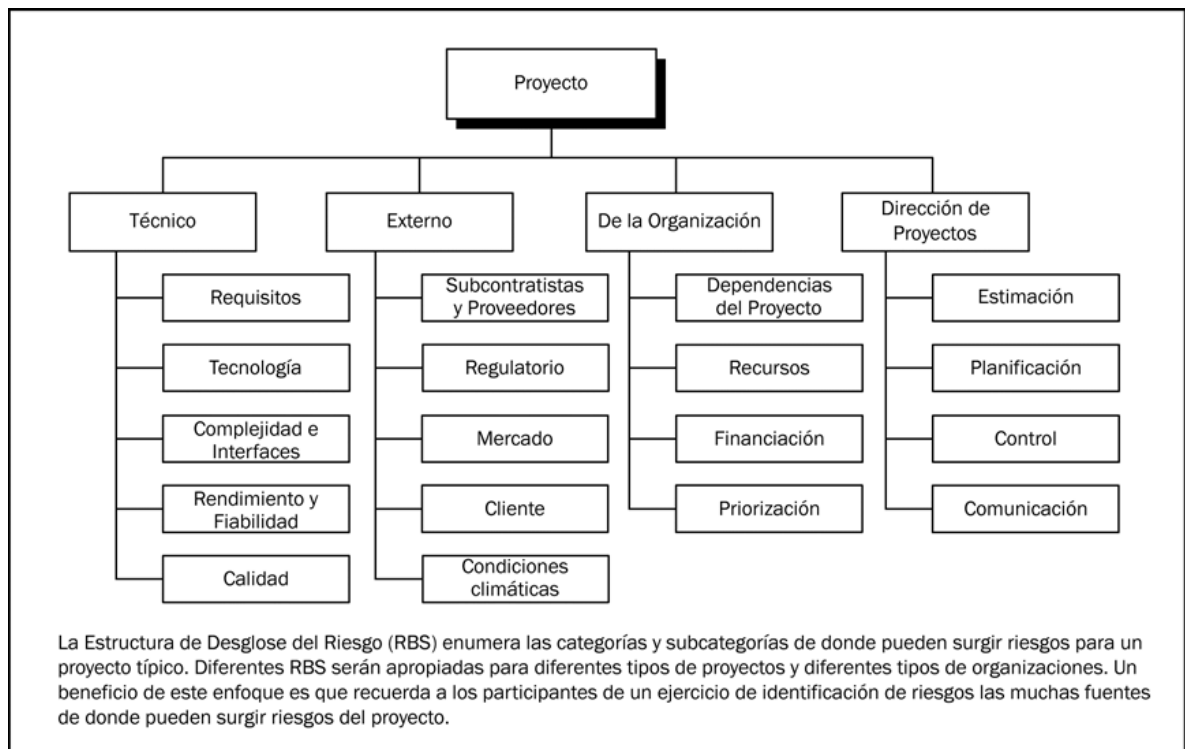 Proyecto
Técnico
Externo
De la Organización
Dirección de
Proyectos
Requisitos
Tecnología
Complejidad e
Interfaces
Rendimiento y
Fiabilidad
Calidad
Subcontratistas
y Proveedores
Regulatorio
Mercado
Cliente
Condiciones
climáticas
Dependencias
del Proyecto
Recursos
Financiación
Priorización
Estimación
Planificación
Control
Comunicación
La Estructura de Desglose del Riesgo (RBS) enumera las categorías y subcategorías de donde pueden surgir riesgos para un
proyecto típico. Diferentes RBS serán apropiadas para diferentes tipos de proyectos y diferentes tipos de organizaciones. Un
beneficio de este enfoque es que recuerda a los participantes de un ejercicio de identificación de riesgos las muchas fuentes
de donde pueden surgir riesgos del proyecto.